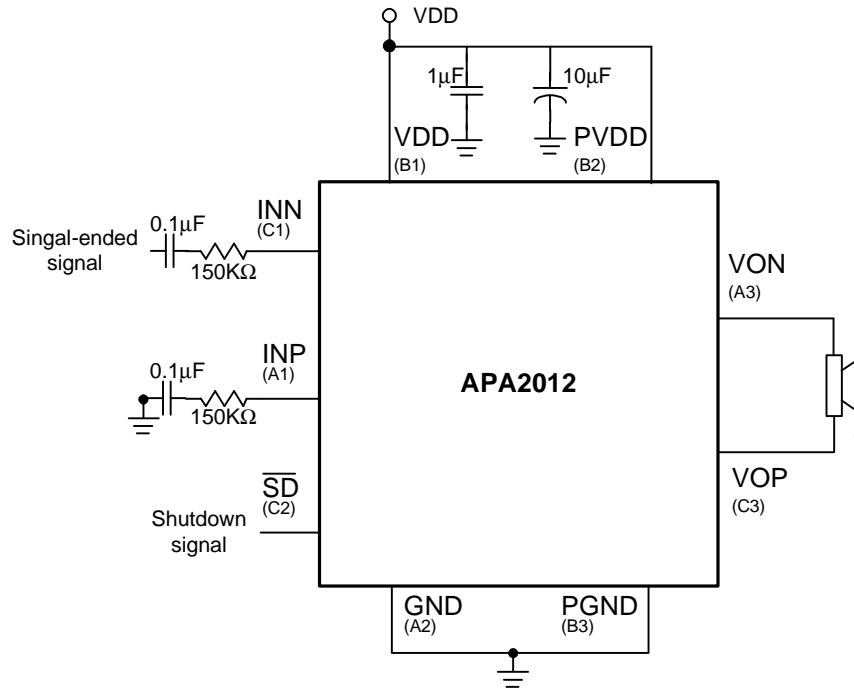 VDD
1μF
10μF
VDD
(B1)
PVDD
(B2)
0.1μF
INN
(C1)
Singal-ended
signal
150KΩ
VON
(A3)
0.1μF
INP
(A1)
150KΩ
APA2012
SD
(C2)
Shutdown
signal
VOP
(C3)
GND
(A2)
PGND
(B3)